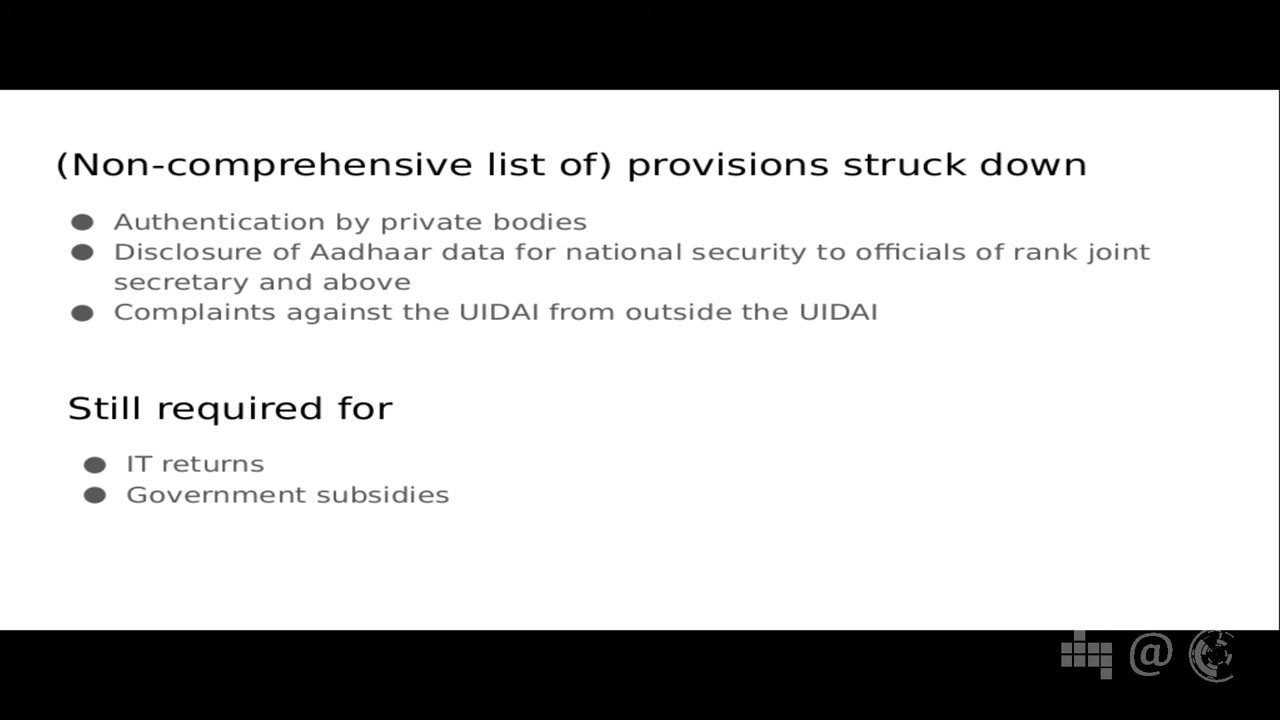 (Non-comprehensive list of) provisions struck down
● Authentication by private bodies
● Disclosure of Aadhaar data for national security to officials of rank joint
secretary and above
● Complaints against the UIDAI from outside the UIDAI
Still required for
● IT returns
● Government subsidies
@